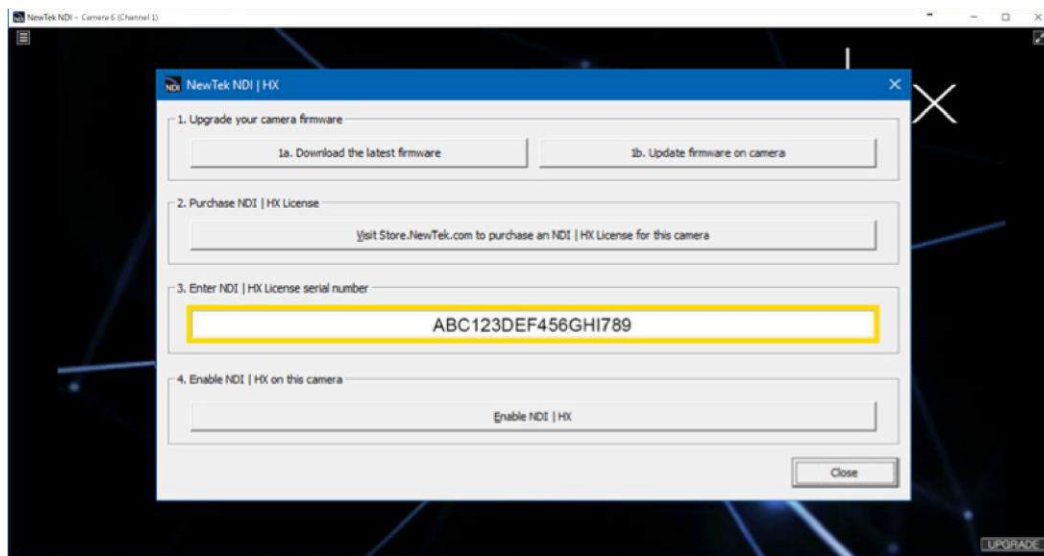 NewTek NDI - Camera 6 (Channel 1)
NDI NewTek NDI | HX
1. Upgrade your camera firmware
1a. Download the latest firmware
1b. Update firmware on camera
2. Purchase NDI | HX License
Visit Store.NewTek.com to purchase an NDI | HX License for this camera
3. Enter NDI | HX License serial number
ABC123DEF456GHI789
4. Enable NDI | HX on this camera
Enable NDI | HX
Close
UPGRADE